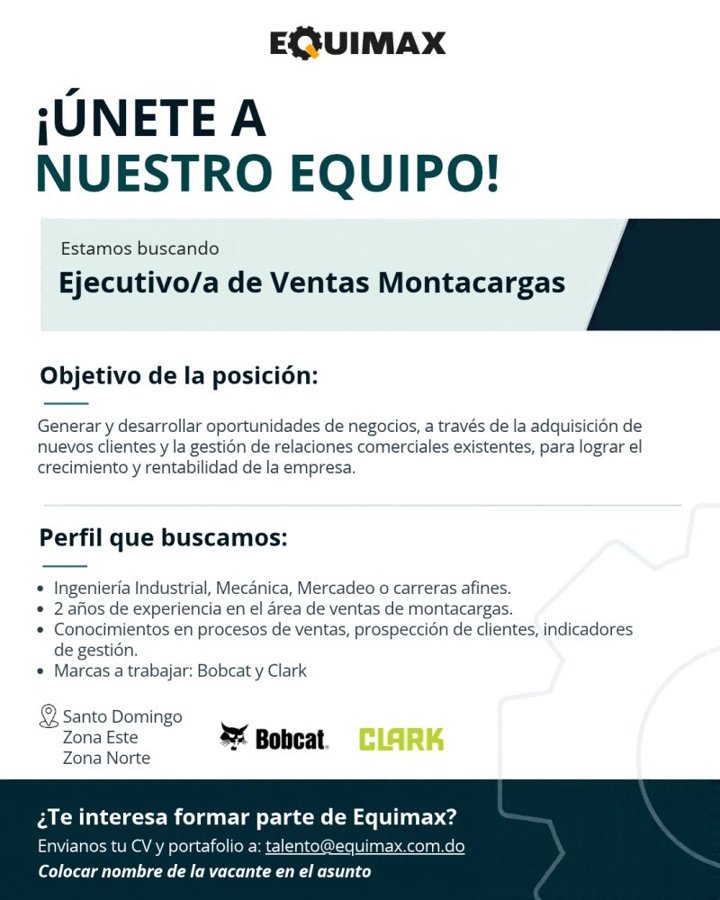 EQUIMAX
¡ÚNETE A
NUESTRO EQUIPO!
Estamos buscando
Ejecutivo/a de Ventas Montacargas
Objetivo de la posición:
Generar y desarrollar oportunidades de negocios, a través de la adquisición de
nuevos clientes y la gestión de relaciones comerciales existentes, para lograr el
crecimiento y rentabilidad de la empresa.
Perfil que buscamos:
• Ingeniería Industrial, Mecánica, Mercadeo o carreras afines.
• 2 años de experiencia en el área de ventas de montacargas.
• Conocimientos en procesos de ventas, prospección de clientes, indicadores
de gestión.
• Marcas a trabajar: Bobcat y Clark
Santo Domingo
Zona Este
Zona Norte
Bobcat®
CLARK
¿Te interesa formar parte de Equimax?
Envianos tu CV y portafolio a: talento@equimax.com.do
Colocar nombre de la vacante en el asunto